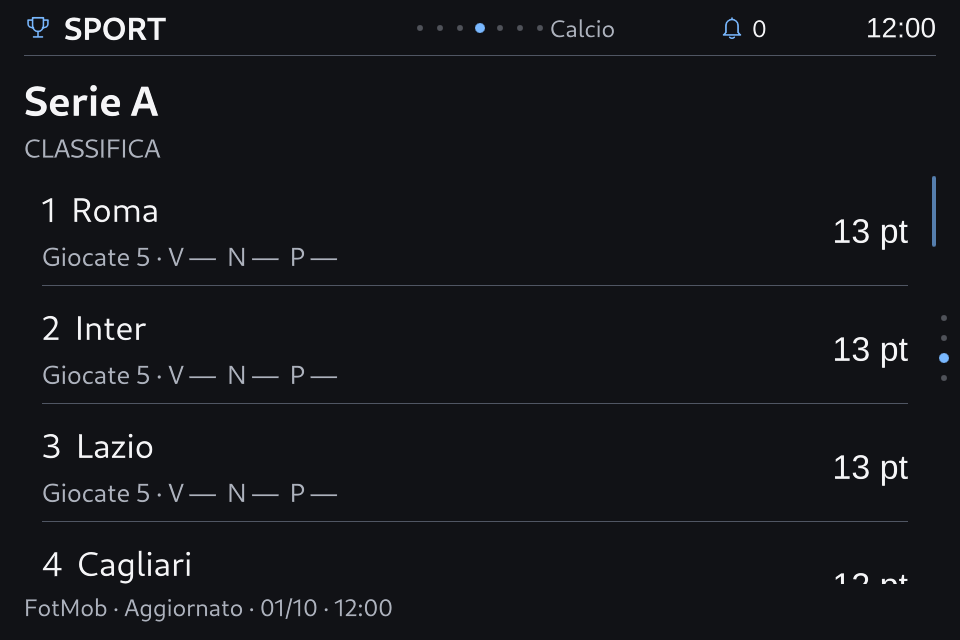 SPORT
Calcio
0
12:00
Serie A
CLASSIFICA
1 Roma
13 pt
Giocate 5 · V — N — P —
2 Inter
13 pt
Giocate 5 · V — N — P —
3 Lazio
13 pt
Giocate 5 · V — N — P —
4 Cagliari
FotMob · Aggiornato · 01/10 · 12:00